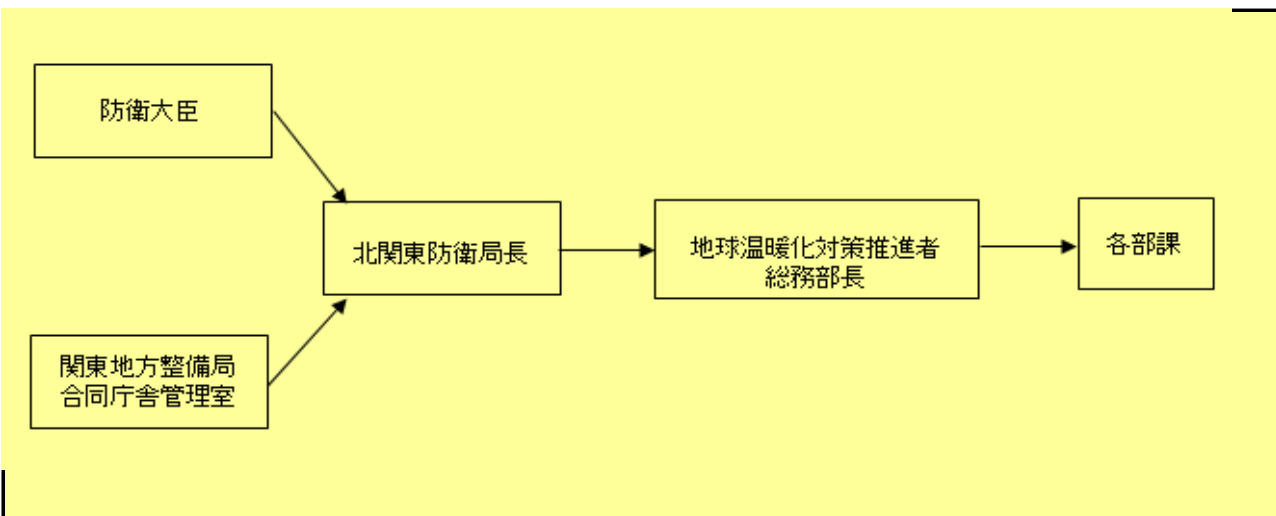 防衛大臣
北関東防衛局長
地球温暖化対策推進者
総務部長
各部課
関東地方整備局
合同庁舎管理室